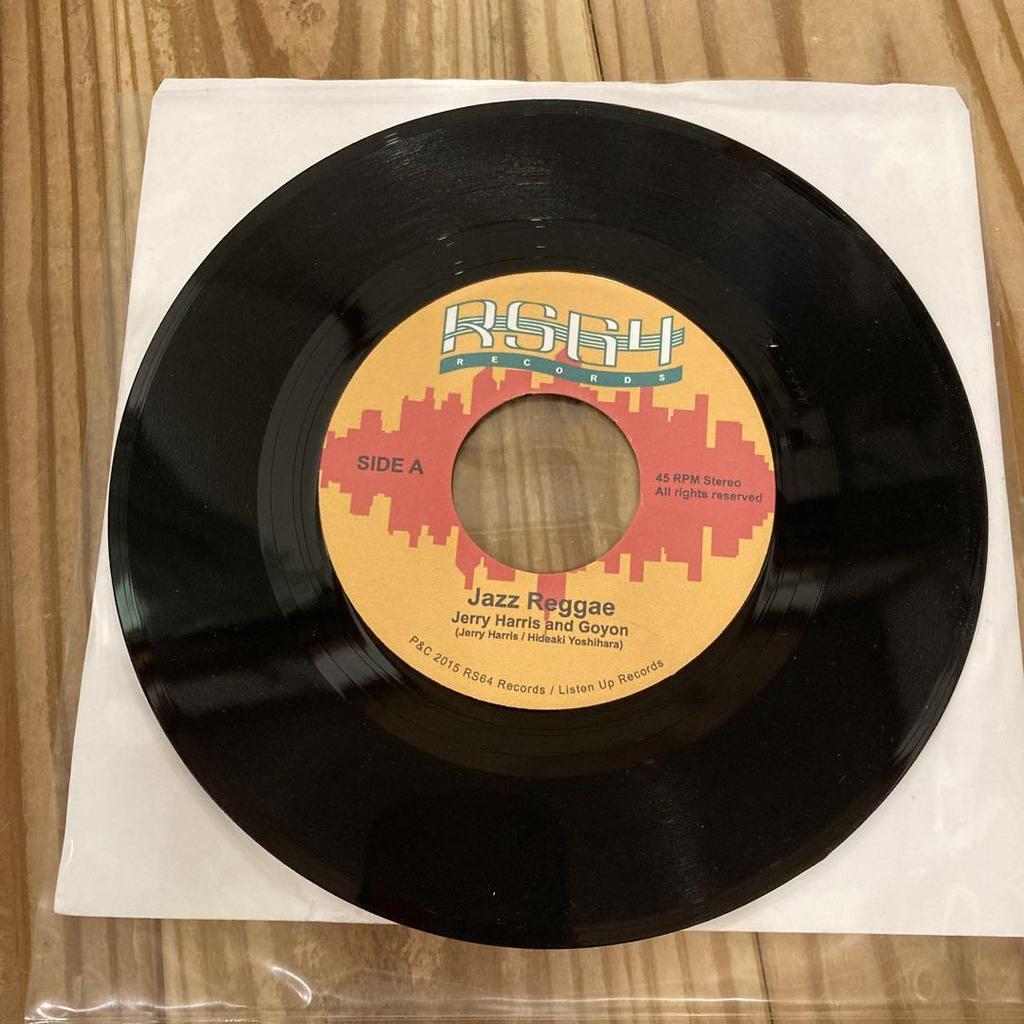 RS64
RECORDS
SIDE A
45 RPM Stereo
All rights reserved
Jazz Reggae
Jerry Harris and Goyon
(Jerry Harris / Hideaki Yoshihara)
P&C 2015 RS64 Records / Listen Up Records